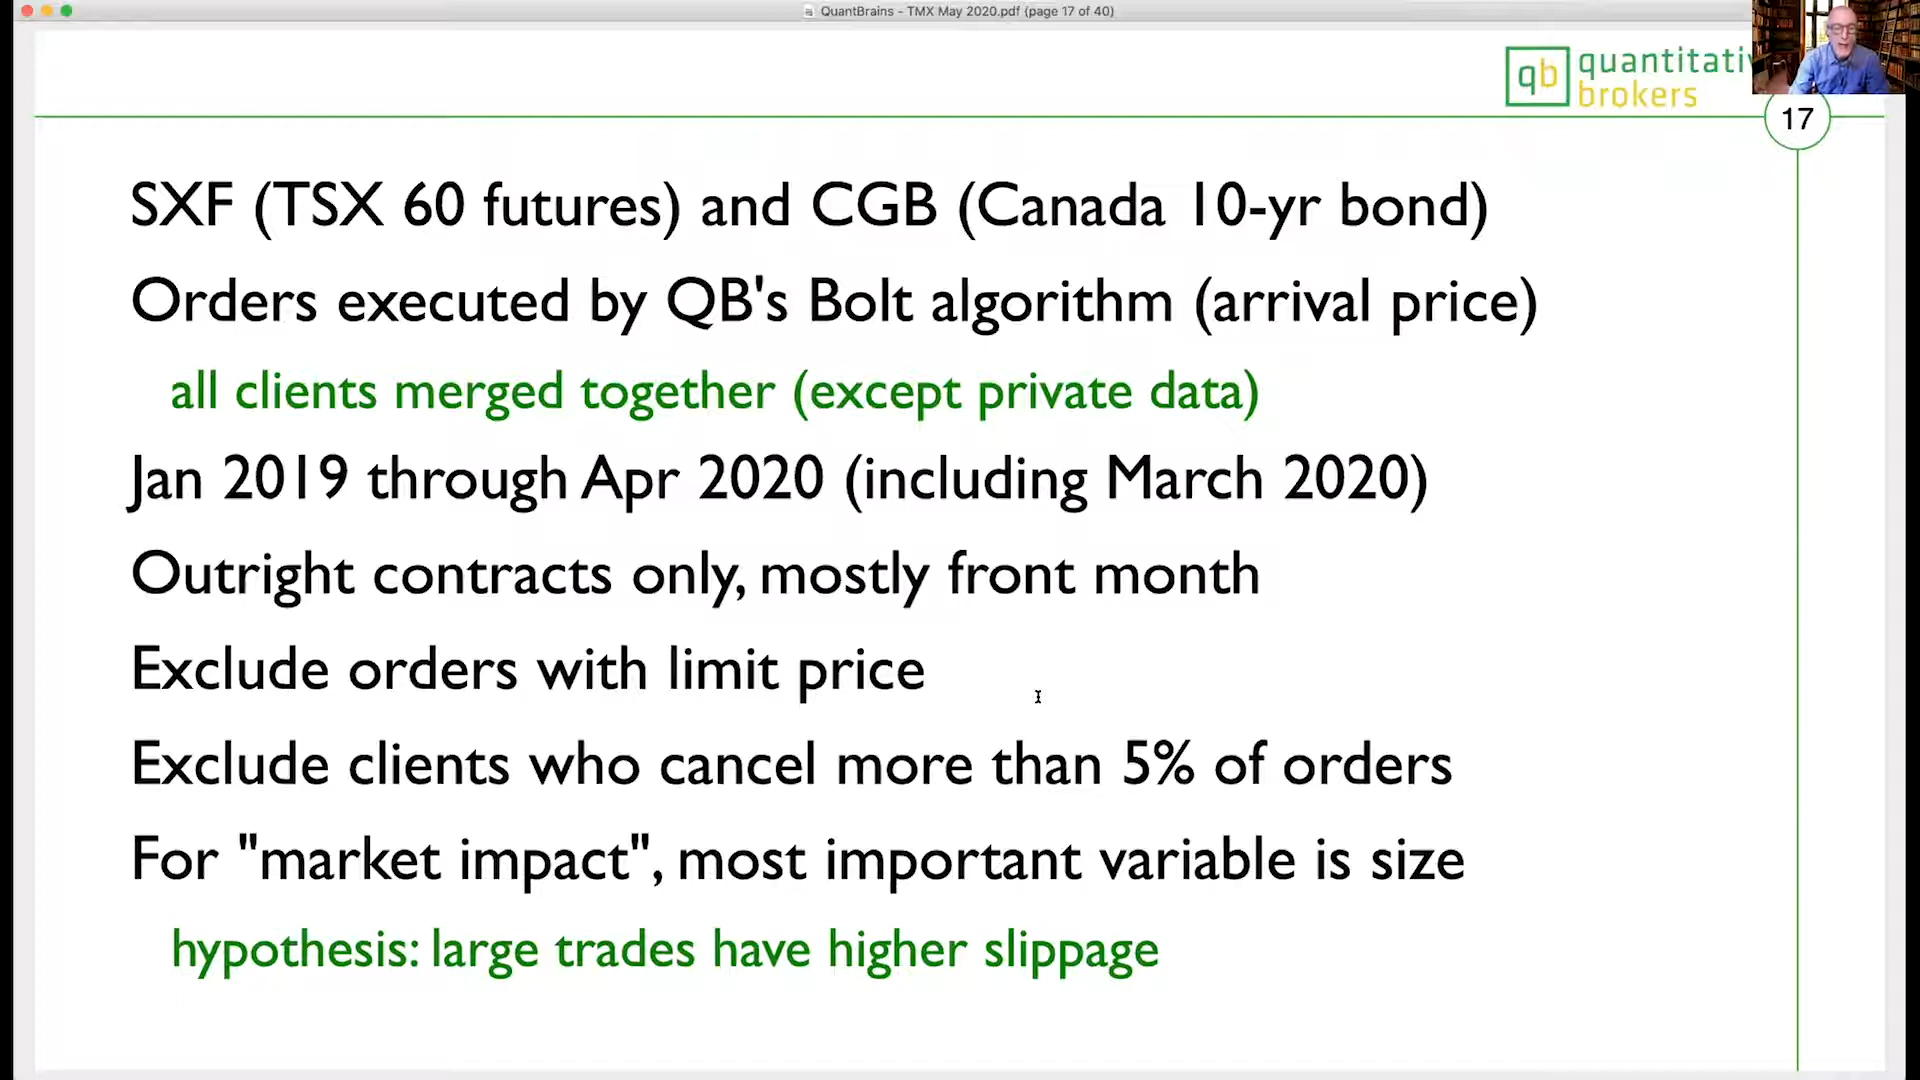 QuantBrains - TMX May 2020.pdf (page 17 of 40)
qb
quantitati
brokers
17
SXF (TSX 60 futures) and CGB (Canada 10-yr bond)
Orders executed by QB's Bolt algorithm (arrival price)
all clients merged together (except private data)
Jan 2019 through Apr 2020 (including March 2020)
Outright contracts only, mostly front month
Exclude orders with limit price
Exclude clients who cancel more than 5% of orders
For "market impact", most important variable is size
hypothesis: large trades have higher slippage